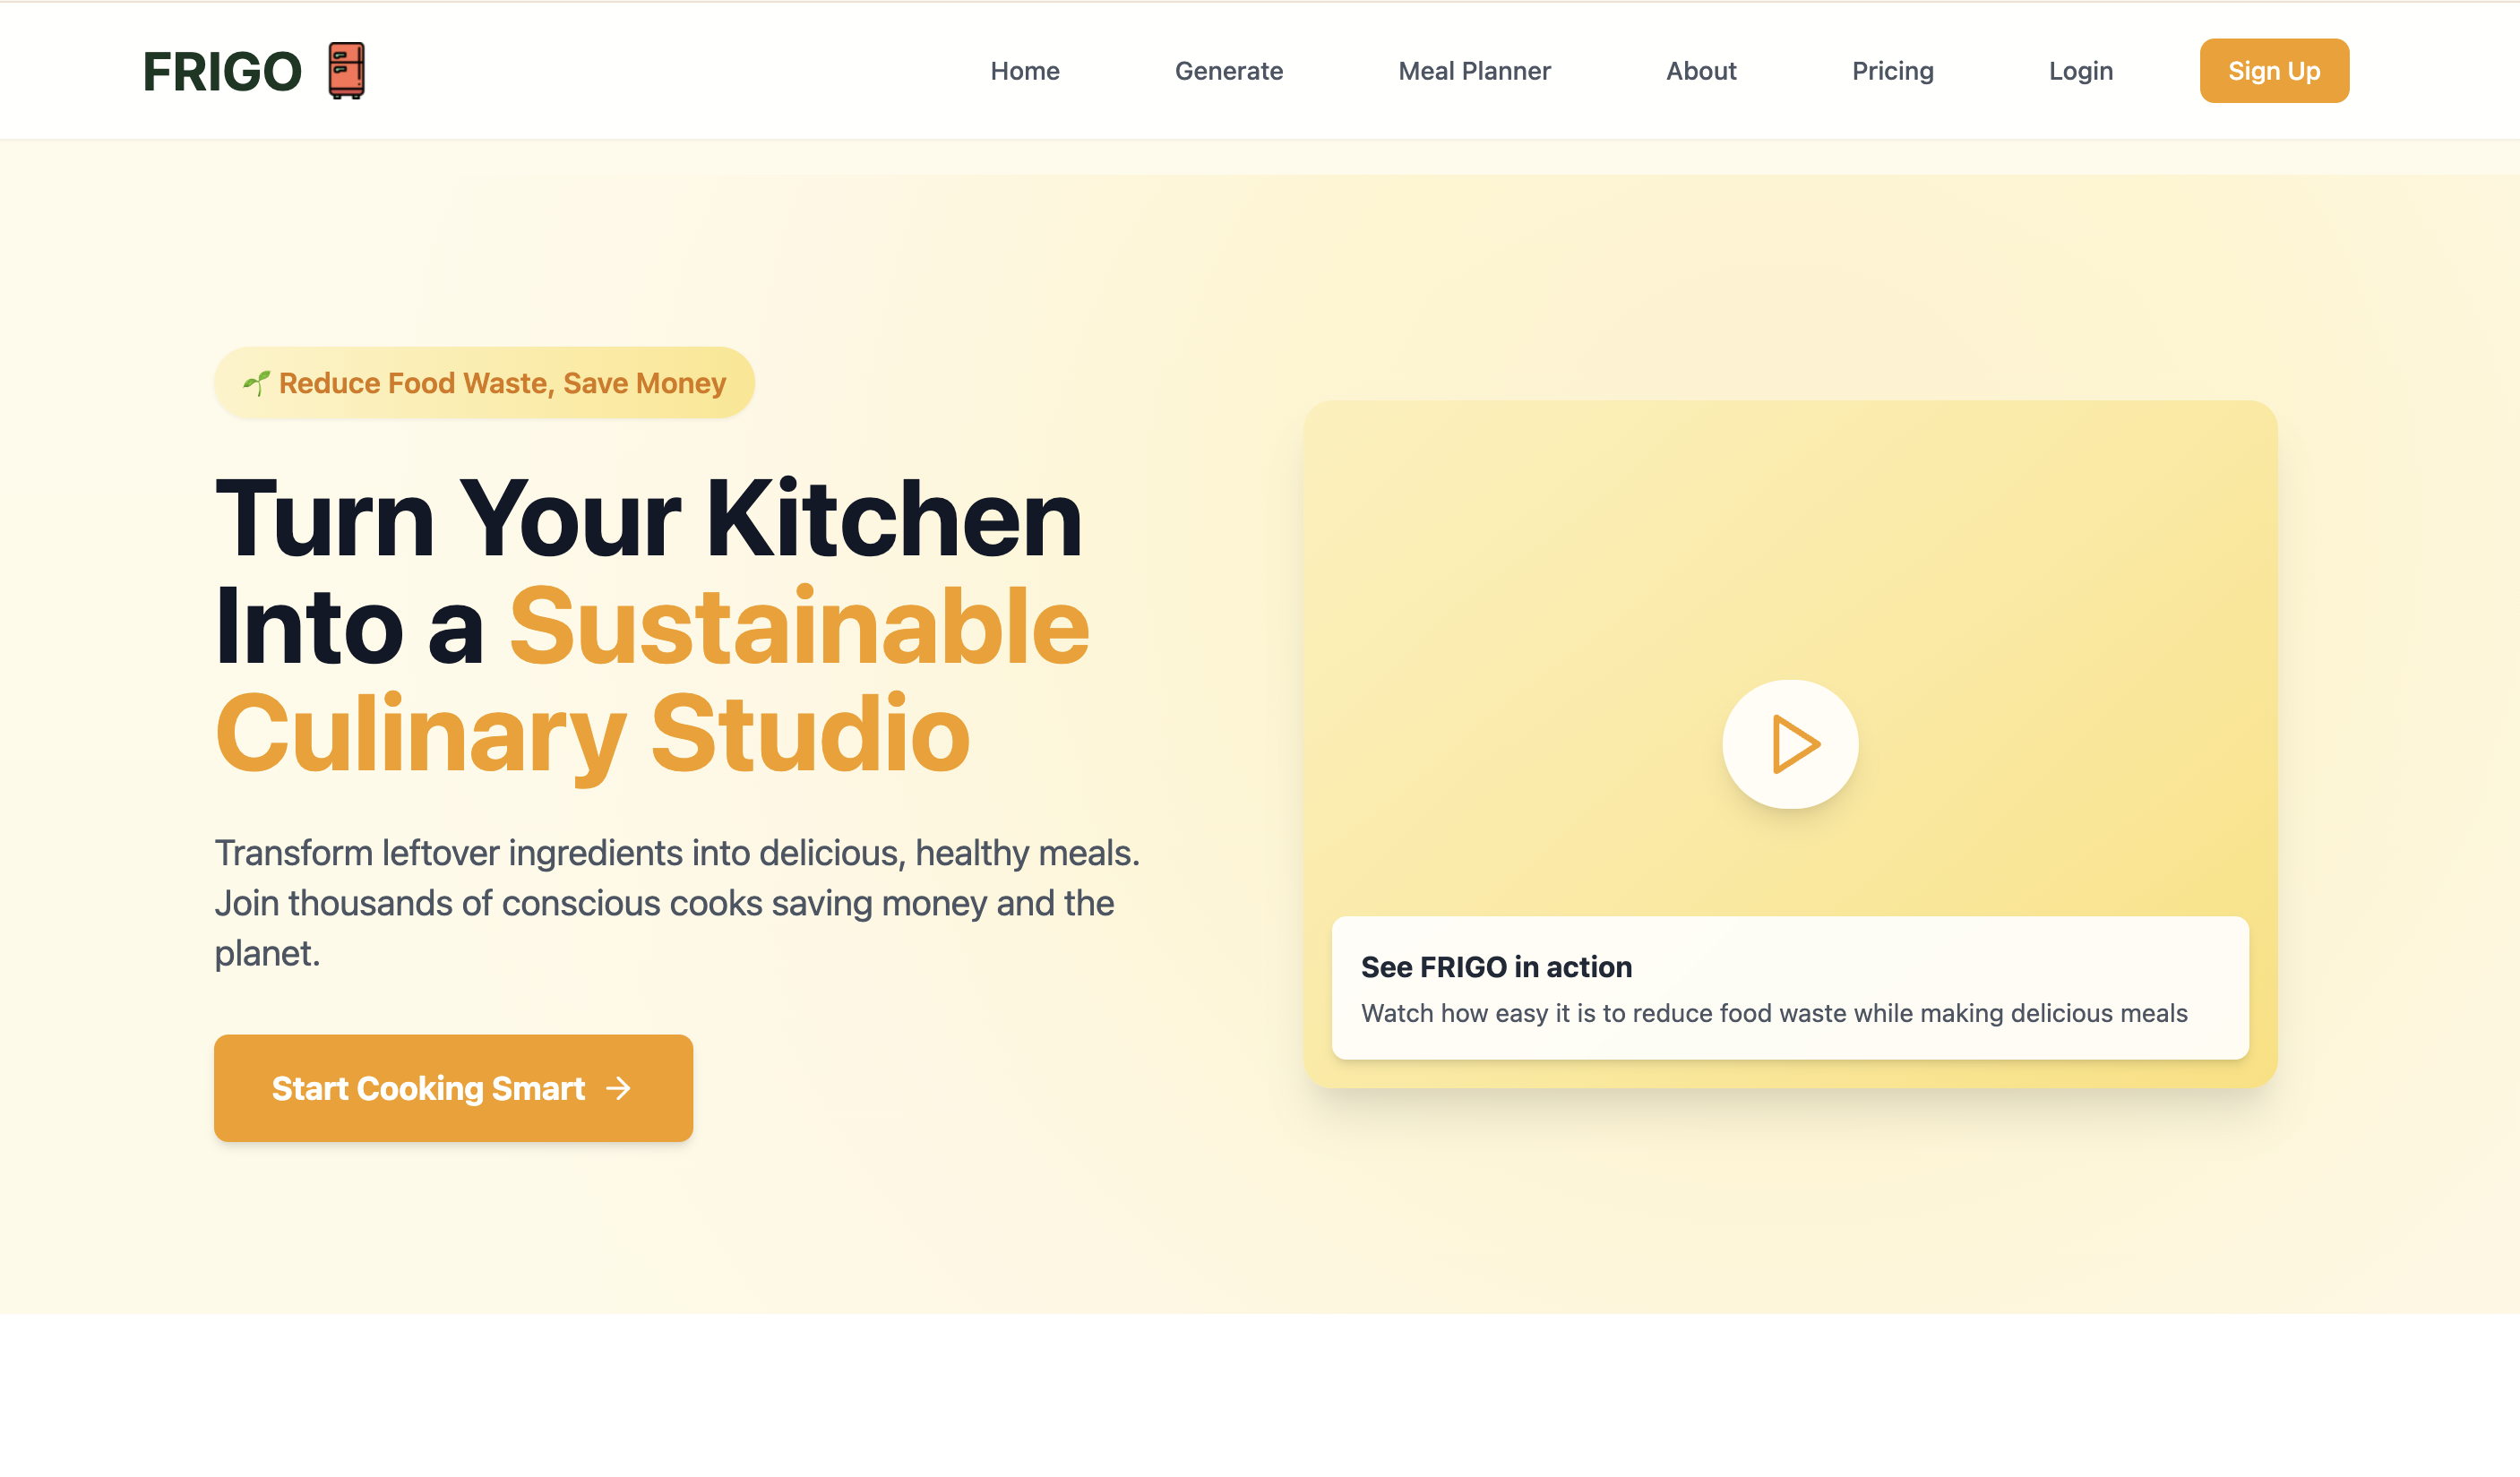 FRIGO
Home
Generate
Meal Planner
About
Pricing
Login
Sign Up
Reduce Food Waste, Save Money
Turn Your Kitchen
Into a Sustainable
Culinary Studio
Transform leftover ingredients into delicious, healthy meals.
Join thousands of conscious cooks saving money and the
planet.
Start Cooking Smart →
See FRIGO in action
Watch how easy it is to reduce food waste while making delicious meals